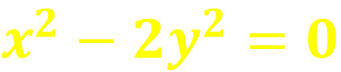 x² − 2y² = 0